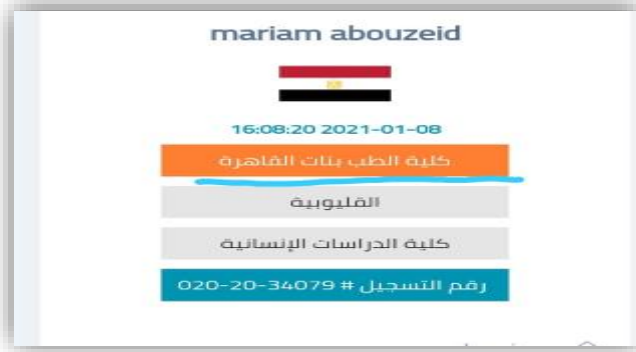 mariam abouzeid
16:08:20 2021-01-08
كلية الطب بنات القاهرة
القليوبية
كلية الدراسات الإنسانية
رقم التسجيل # 34079-20-020